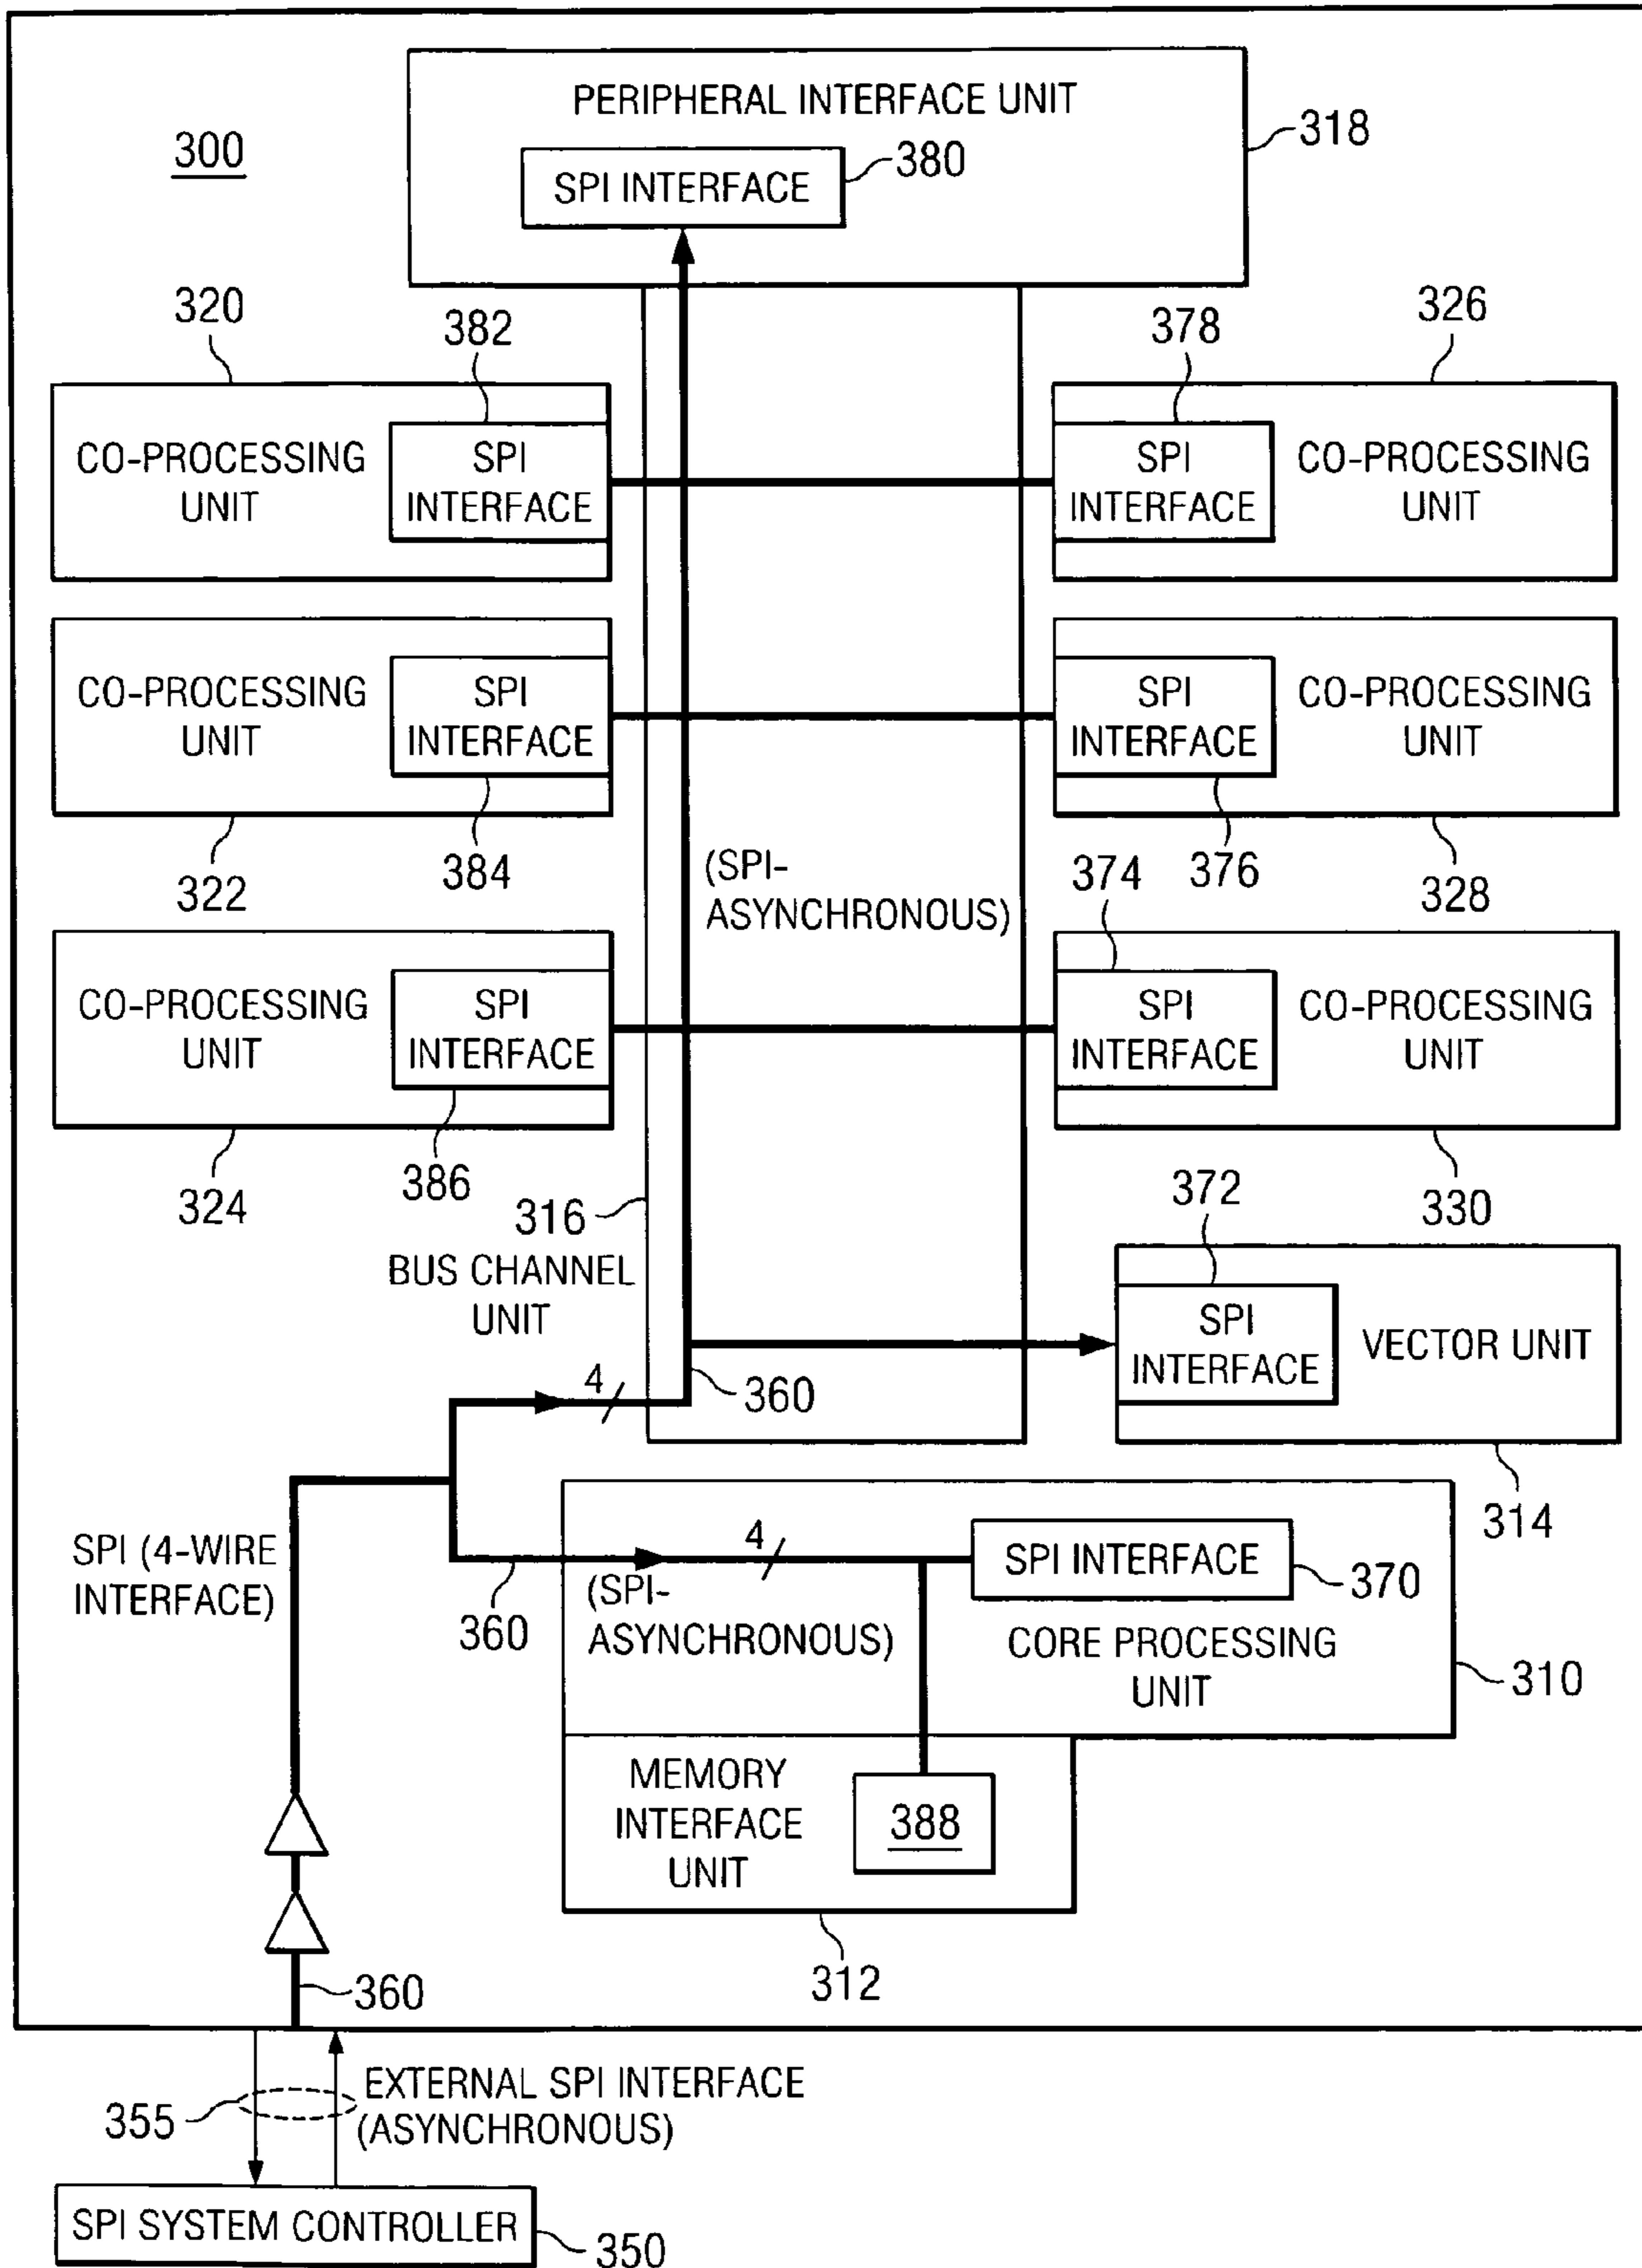 PERIPHERAL INTERFACE UNIT
318
300
SPI INTERFACE
380
320
382
378
326
CO-PROCESSING
UNIT
SPI
INTERFACE
SPI
INTERFACE
CO-PROCESSING
UNIT
CO-PROCESSING
UNIT
SPI
INTERFACE
SPI
INTERFACE
CO-PROCESSING
UNIT
322
384
(SPI-
ASYNCHRONOUS)
374
376
328
CO-PROCESSING
UNIT
SPI
INTERFACE
SPI
INTERFACE
CO-PROCESSING
UNIT
324
386
316
BUS CHANNEL
UNIT
372
330
SPI
INTERFACE
VECTOR UNIT
4
360
314
SPI (4-WIRE
INTERFACE)
4
SPI INTERFACE
370
360
(SPI-
ASYNCHRONOUS)
CORE PROCESSING
UNIT
310
MEMORY
INTERFACE
UNIT
388
312
360
355
EXTERNAL SPI INTERFACE
(ASYNCHRONOUS)
SPI SYSTEM CONTROLLER
350